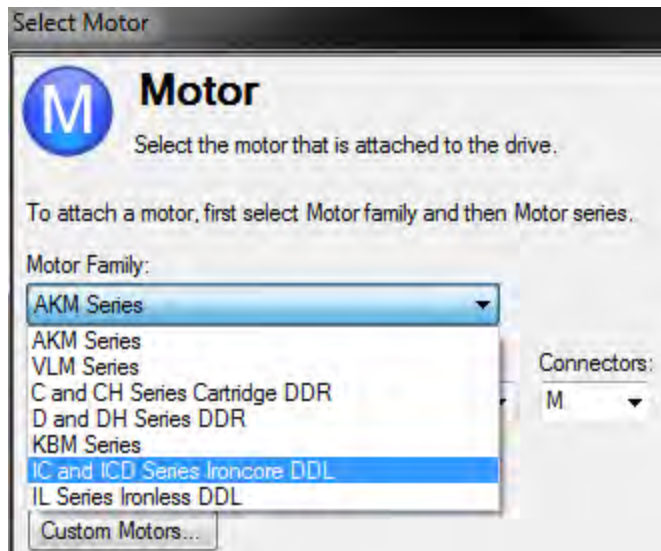 Select Motor
M
Motor
Select the motor that is attached to the drive.
To attach a motor, first select Motor family and then Motor series.
Motor Family:
AKM Series
AKM Series
VLM Series
C and CH Series Cartridge DDR
D and DH Series DDR
KBM Series
IC and ICD Series Ironcore DDL
IL Series Ironless DDL
Connectors:
M
Custom Motors...